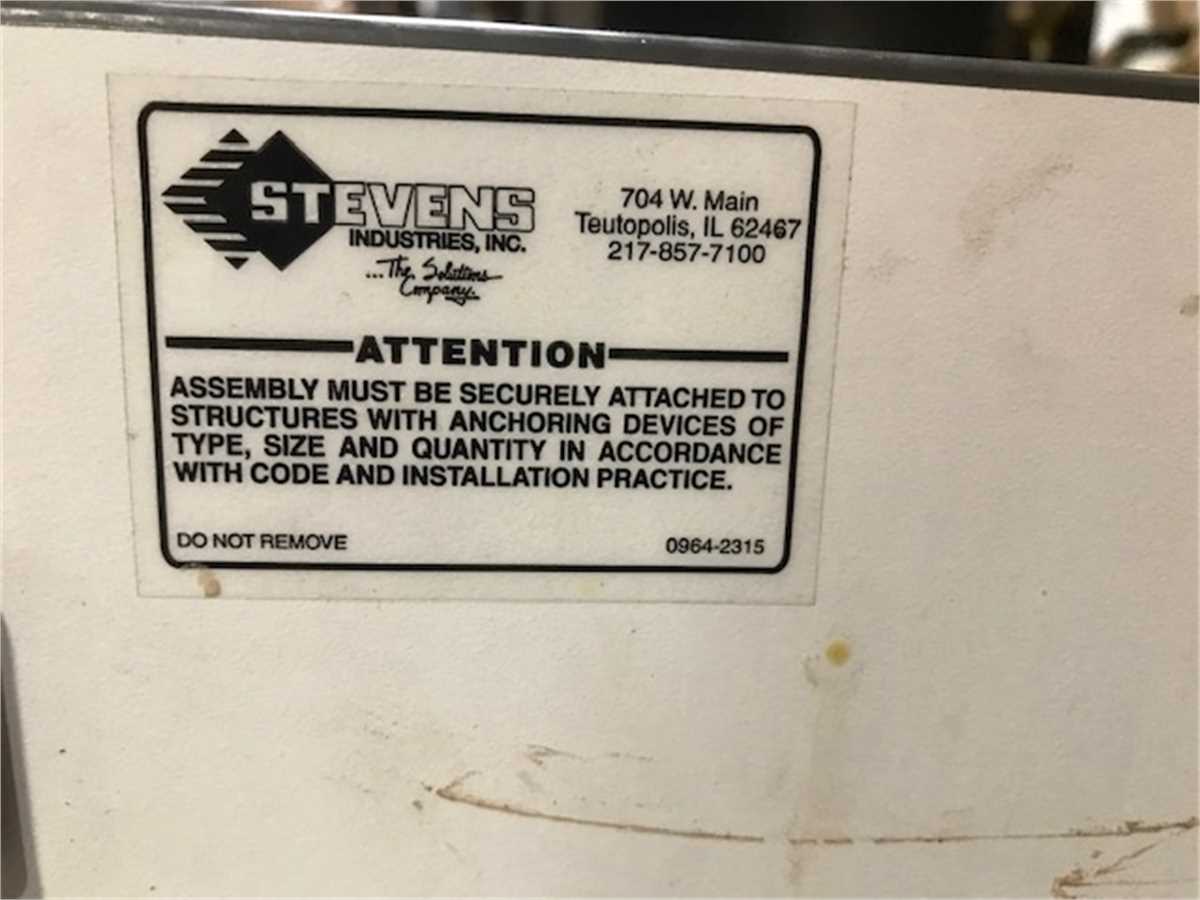 STEVENS
INDUSTRIES, INC.
...The Solutions
Company.
704 W. Main
Teutopolis, IL 62467
217-857-7100
ATTENTION
ASSEMBLY MUST BE SECURELY ATTACHED TO
STRUCTURES WITH ANCHORING DEVICES OF
TYPE, SIZE AND QUANTITY IN ACCORDANCE
WITH CODE AND INSTALLATION PRACTICE.
DO NOT REMOVE
0964-2315